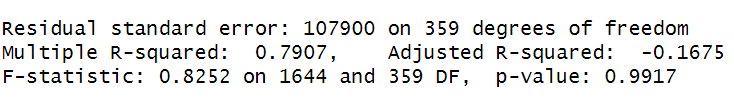 Residual standard error: 107900 on 359 degrees of freedom
Multiple R-squared:  0.7907,    Adjusted R-squared:  -0.1675
F-statistic: 0.8252 on 1644 and 359 DF,  p-value: 0.9917